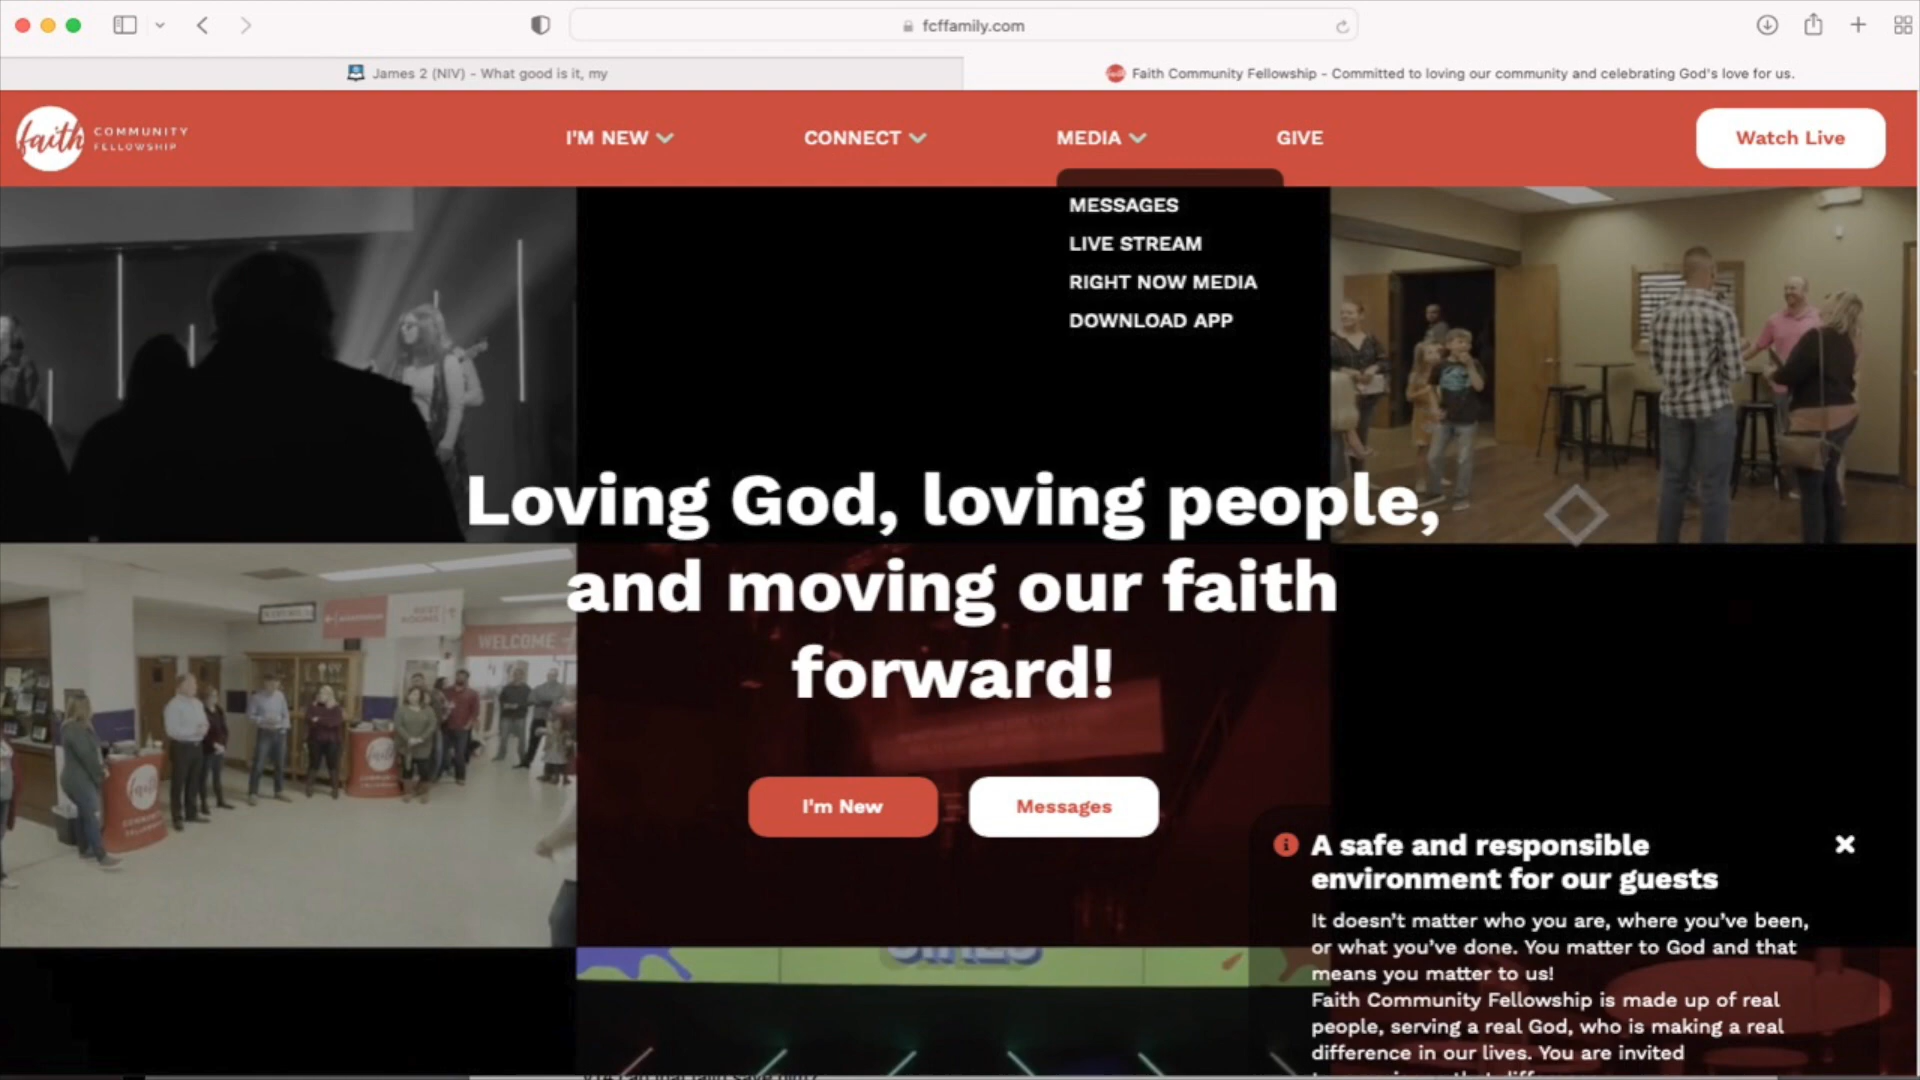 fcffamily.com
James 2 (NIV) - What good is it, my
Faith Community Fellowship - Committed to loving our community and celebrating God's love for us.
faith COMMUNITY
FELLOWSHIP
I'M NEW
CONNECT
MEDIA
GIVE
Watch Live
MESSAGES
LIVE STREAM
RIGHT NOW MEDIA
DOWNLOAD APP
Loving God, loving people,
and moving our faith
forward!
WELCOME
faith
I'm New
Messages
A safe and responsible
environment for our guests
It doesn't matter who you are, where you've been,
or what you've done. You matter to God and that
means you matter to us!
Faith Community Fellowship is made up of real
people, serving a real God, who is making a real
difference in our lives. You are invited